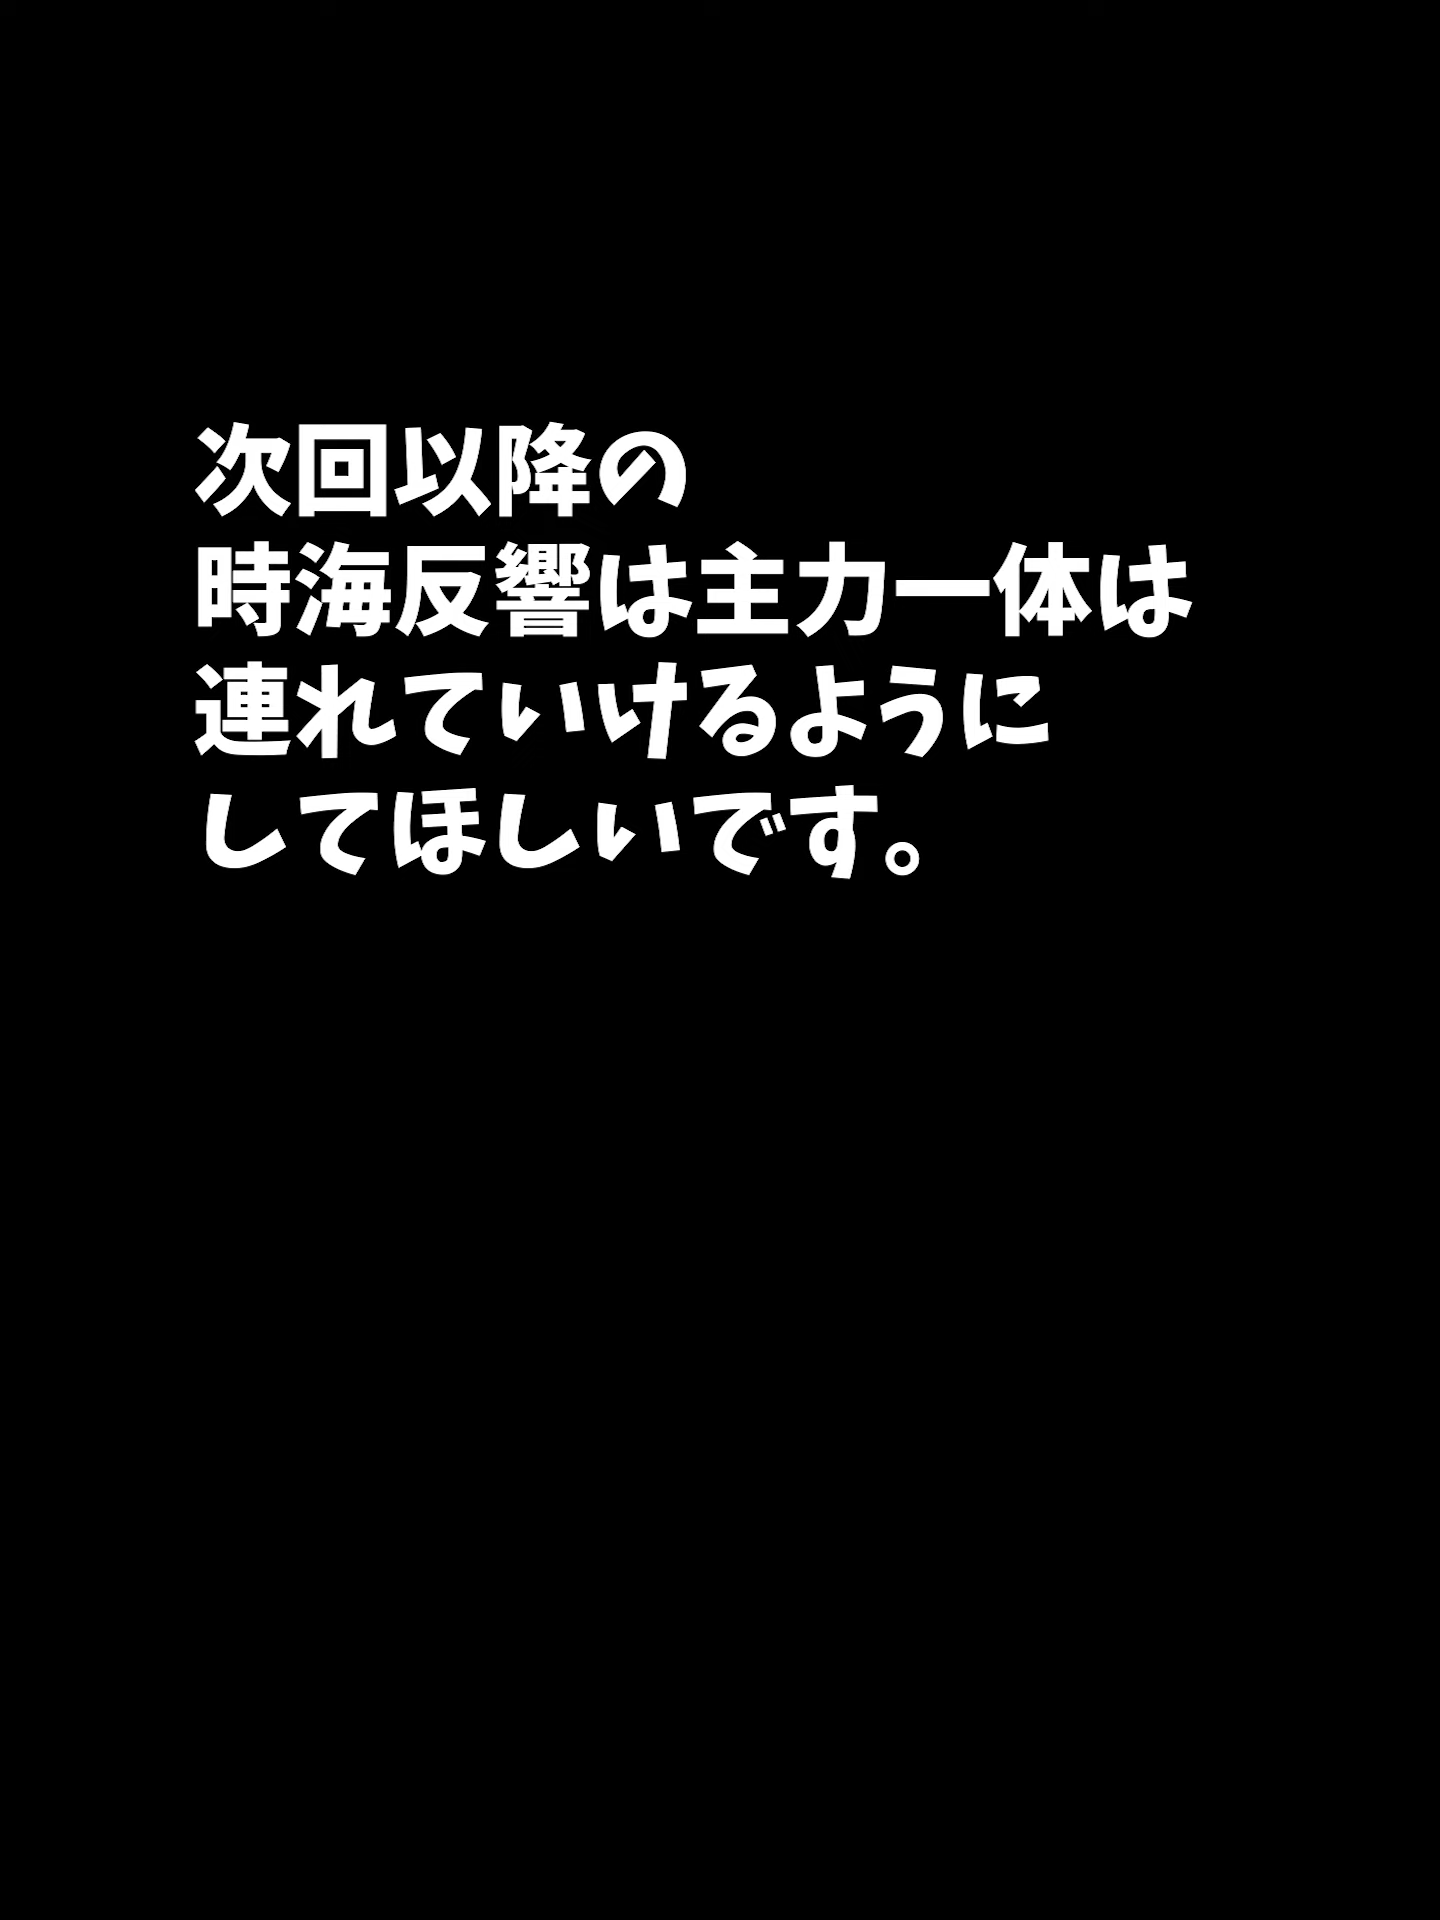 次回以降の
時海反響は主力一体は
連れていけるように
してほしいです。